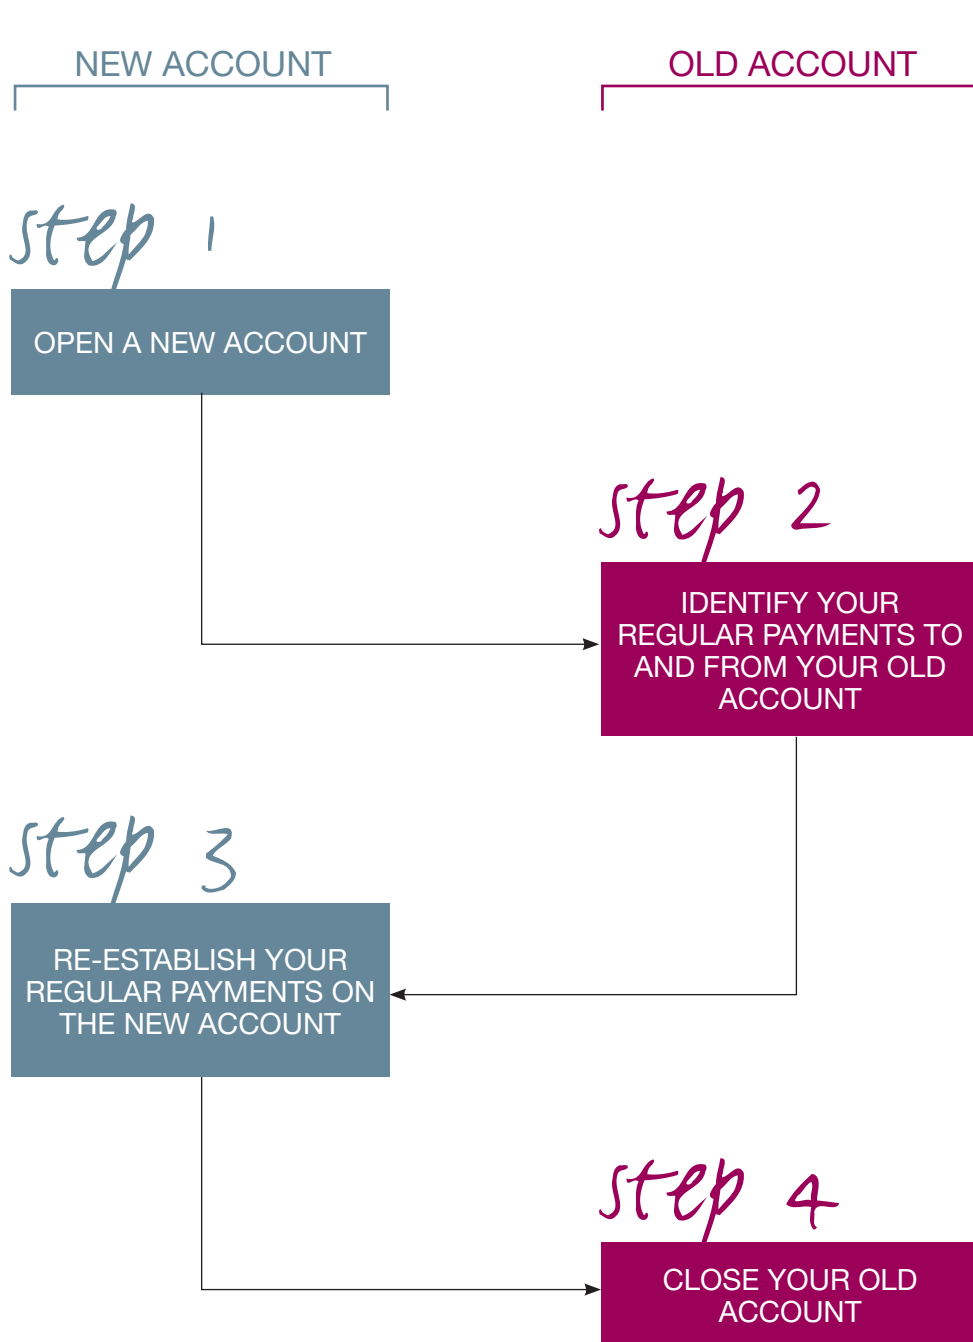 NEW ACCOUNT
OLD ACCOUNT
step 1
OPEN A NEW ACCOUNT
step 2
IDENTIFY YOUR
REGULAR PAYMENTS TO
AND FROM YOUR OLD
ACCOUNT
step 3
RE-ESTABLISH YOUR
REGULAR PAYMENTS ON
THE NEW ACCOUNT
step 4
CLOSE YOUR OLD
ACCOUNT